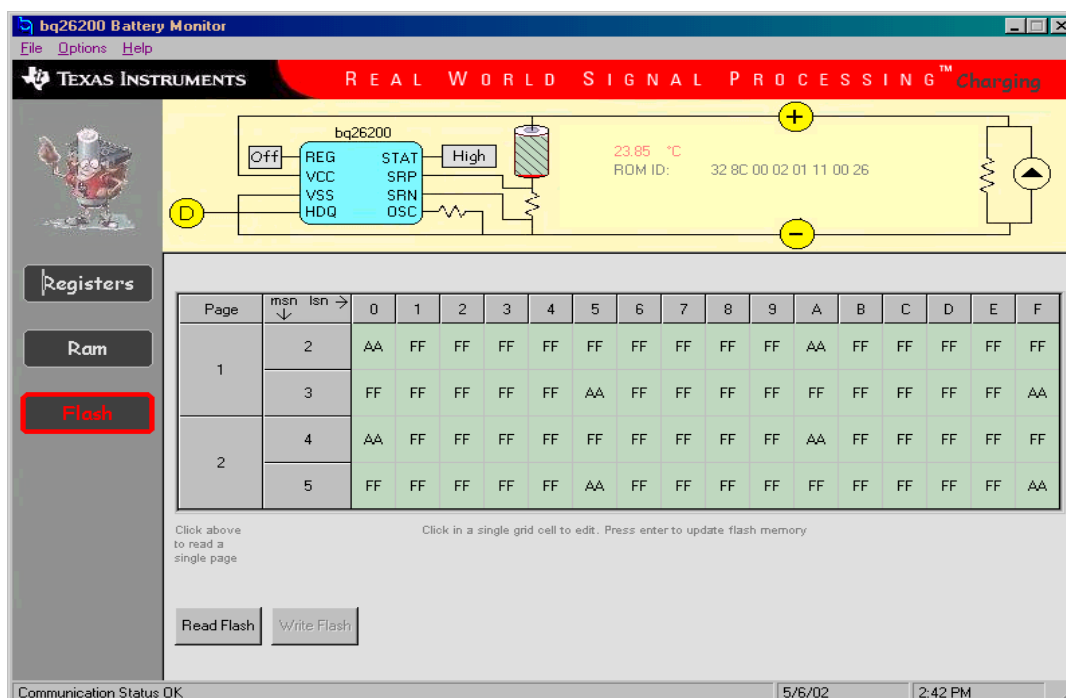 bq26200 Battery Monitor
File Options Help
TEXAS INSTRUMENTS REAL WORLD SIGNAL PROCESSING™ Charging
bq26200
Off REG STAT High
VCC SRP
VSS SRN
D HDQ OSC
+
−
23.85 °C
ROM ID: 32 8C 00 02 01 11 00 26
Registers
Ram
Flash
Page msn lsn 0 1 2 3 4 5 6 7 8 9 A B C D E F
1 2 AA FF FF FF FF FF FF FF FF FF AA FF FF FF FF FF
3 FF FF FF FF FF AA FF FF FF FF FF FF FF FF FF AA
2 4 AA FF FF FF FF FF FF FF FF FF AA FF FF FF FF FF
5 FF FF FF FF FF AA FF FF FF FF FF FF FF FF FF AA
Click above
to read a
single page
Click in a single grid cell to edit. Press enter to update flash memory
Read Flash Write Flash
Communication Status OK 5/6/02 2:42 PM